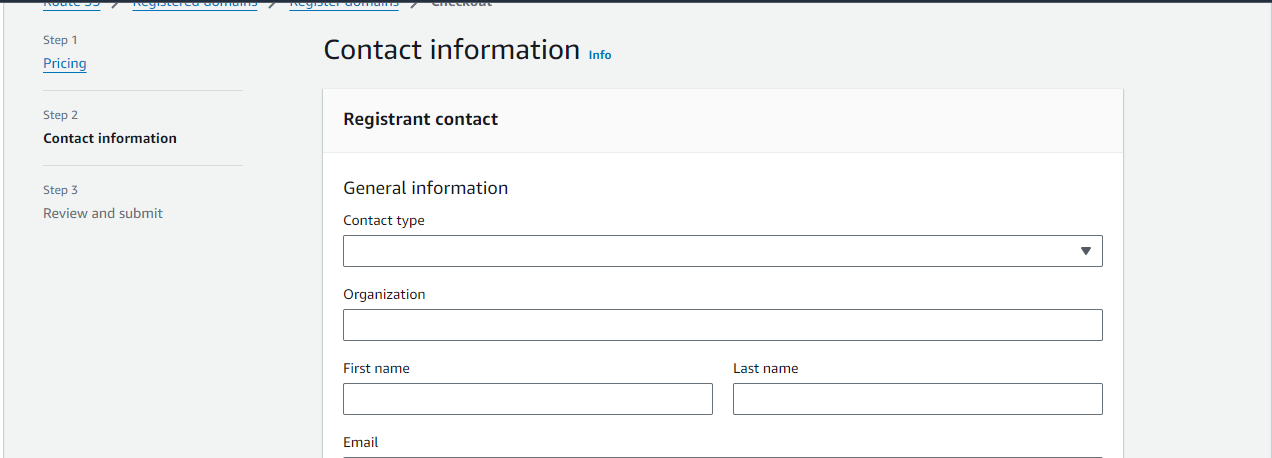 Route 53 > Registered domains > Register domains > Checkout
Step 1
Pricing
Step 2
Contact information
Step 3
Review and submit
Contact information Info
Registrant contact
General information
Contact type
Organization
First name Last name
Email